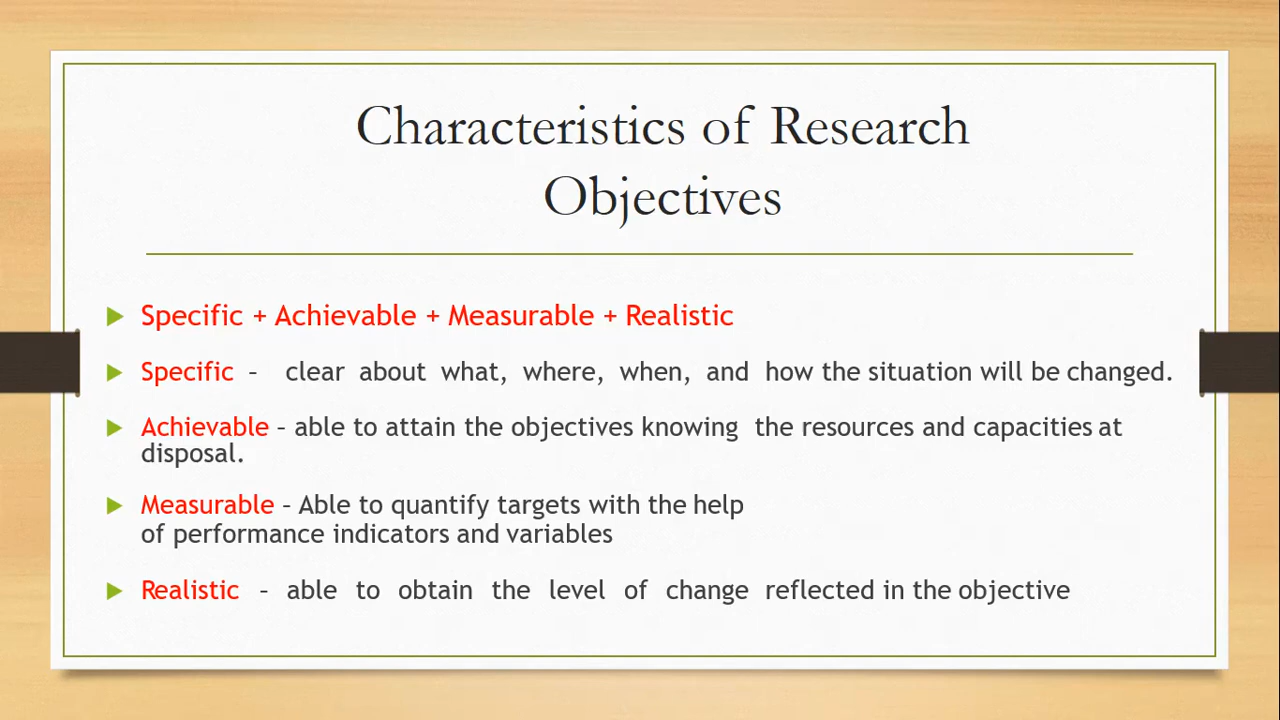 Characteristics of Research
Objectives
Specific + Achievable + Measurable + Realistic
Specific – clear about what, where, when, and how the situation will be changed.
Achievable – able to attain the objectives knowing the resources and capacities at
disposal.
Measurable – Able to quantify targets with the help
of performance indicators and variables
Realistic – able to obtain the level of change reflected in the objective